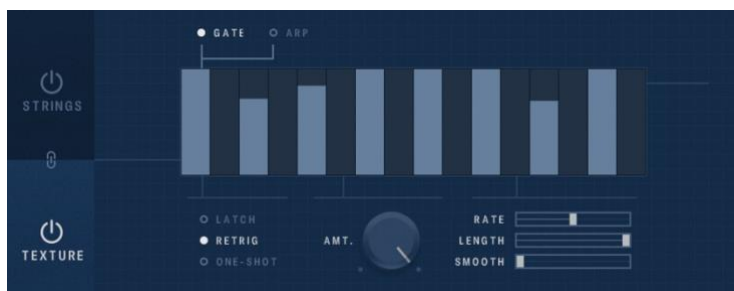 GATE ARP
STRINGS
LATCH
RETRIG
ONE-SHOT
AMT.
RATE
LENGTH
SMOOTH
TEXTURE